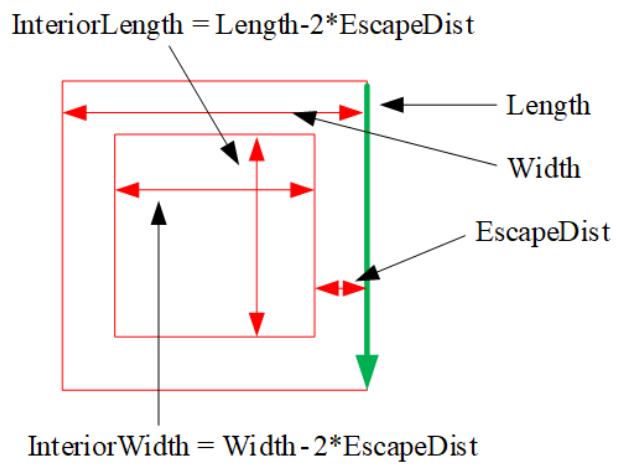 InteriorLength = Length-2*EscapeDist
Length
Width
EscapeDist
InteriorWidth = Width-2*EscapeDist